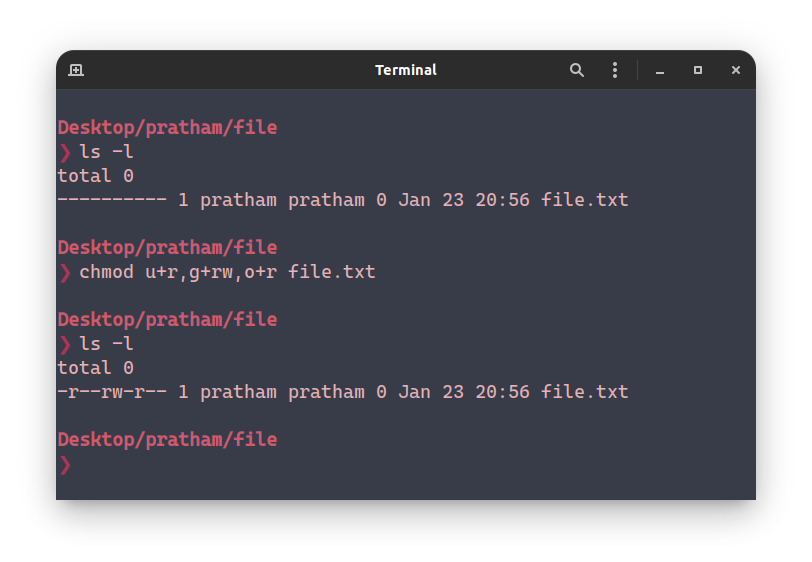 Terminal
Desktop/pratham/file
❯ ls -l
total 0
---------- 1 pratham pratham 0 Jan 23 20:56 file.txt
Desktop/pratham/file
❯ chmod u+r,g+rw,o+r file.txt
Desktop/pratham/file
❯ ls -l
total 0
-r--rw-r-- 1 pratham pratham 0 Jan 23 20:56 file.txt
Desktop/pratham/file
❯